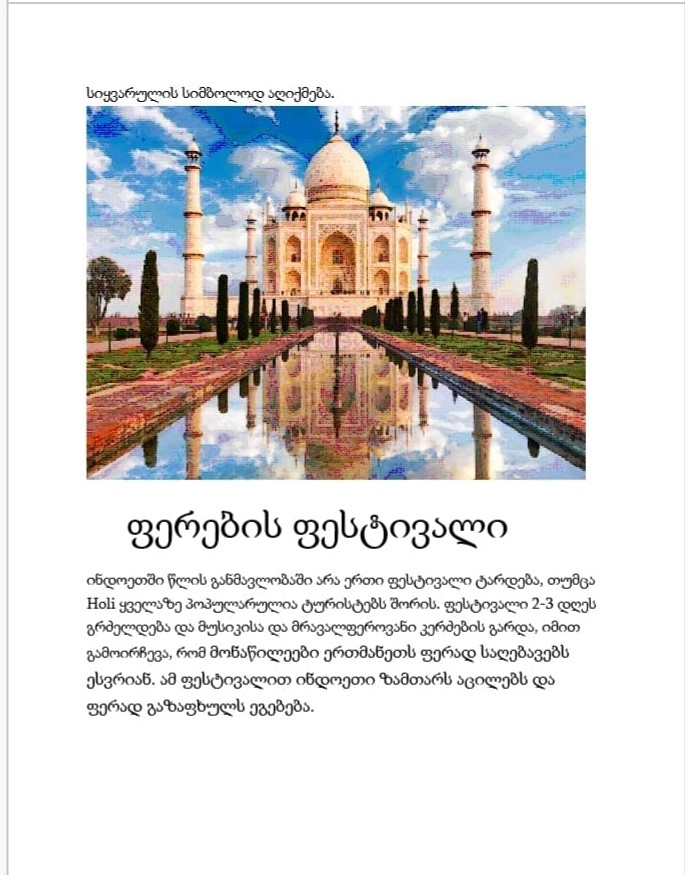 სიყვარულის სიმბოლოდ აღიქმება.
ფერების ფესტივალი
ინდოეთში წლის განმავლობაში არა ერთი ფესტივალი ტარდება, თუმცა
Holi ყველაზე პოპულარულია ტურისტებს შორის. ფესტივალი 2-3 დღეს
გრძელდება და მუსიკისა და მრავალფეროვანი კერძების გარდა, იმით
გამოირჩევა, რომ მონაწილეები ერთმანეთს ფერად საღებავებს
ესვრიან. ამ ფესტივალით ინდოეთი ზამთარს აცილებს და
ფერად გაზაფხულს ეგებება.